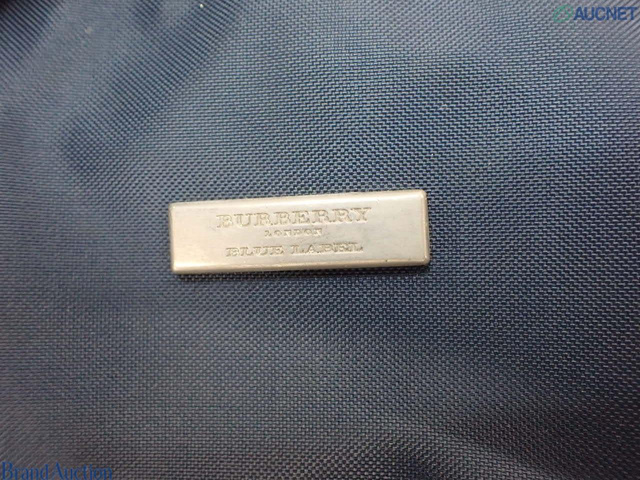 AUCNET
BURBERRY
LONDON
BLUE LABEL
Brand Auction